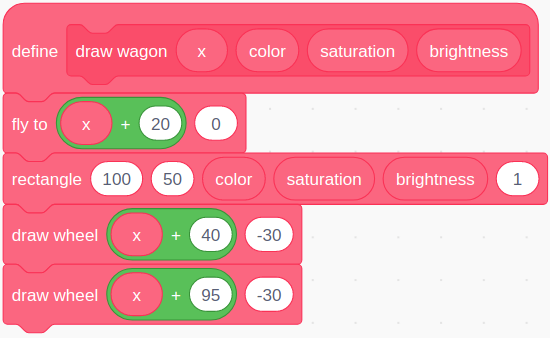 define draw wagon x color saturation brightness
fly to x + 20 0
rectangle 100 50 color saturation brightness 1
draw wheel x + 40 -30
draw wheel x + 95 -30